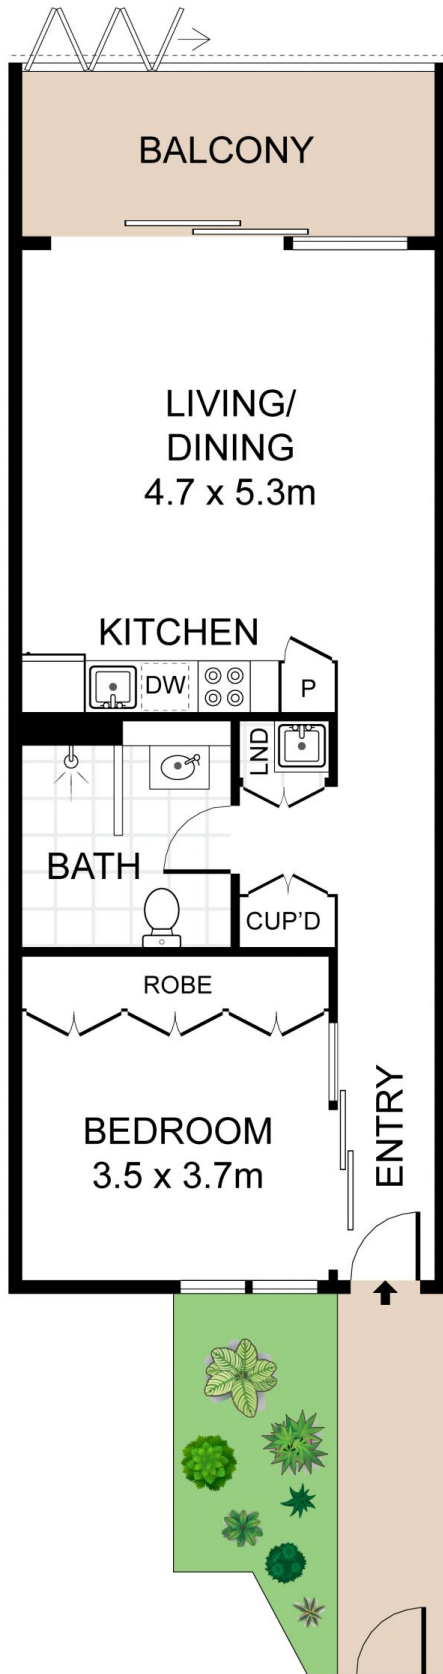 BALCONY
LIVING/
DINING
4.7 x 5.3m
KITCHEN
DW
P
LND
BATH
CUP'D
ROBE
BEDROOM
3.5 x 3.7m
ENTRY